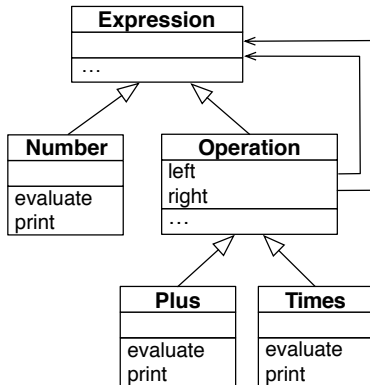 Expression
...
Number
evaluate
print
Operation
left
right
...
Plus
evaluate
print
Times
evaluate
print